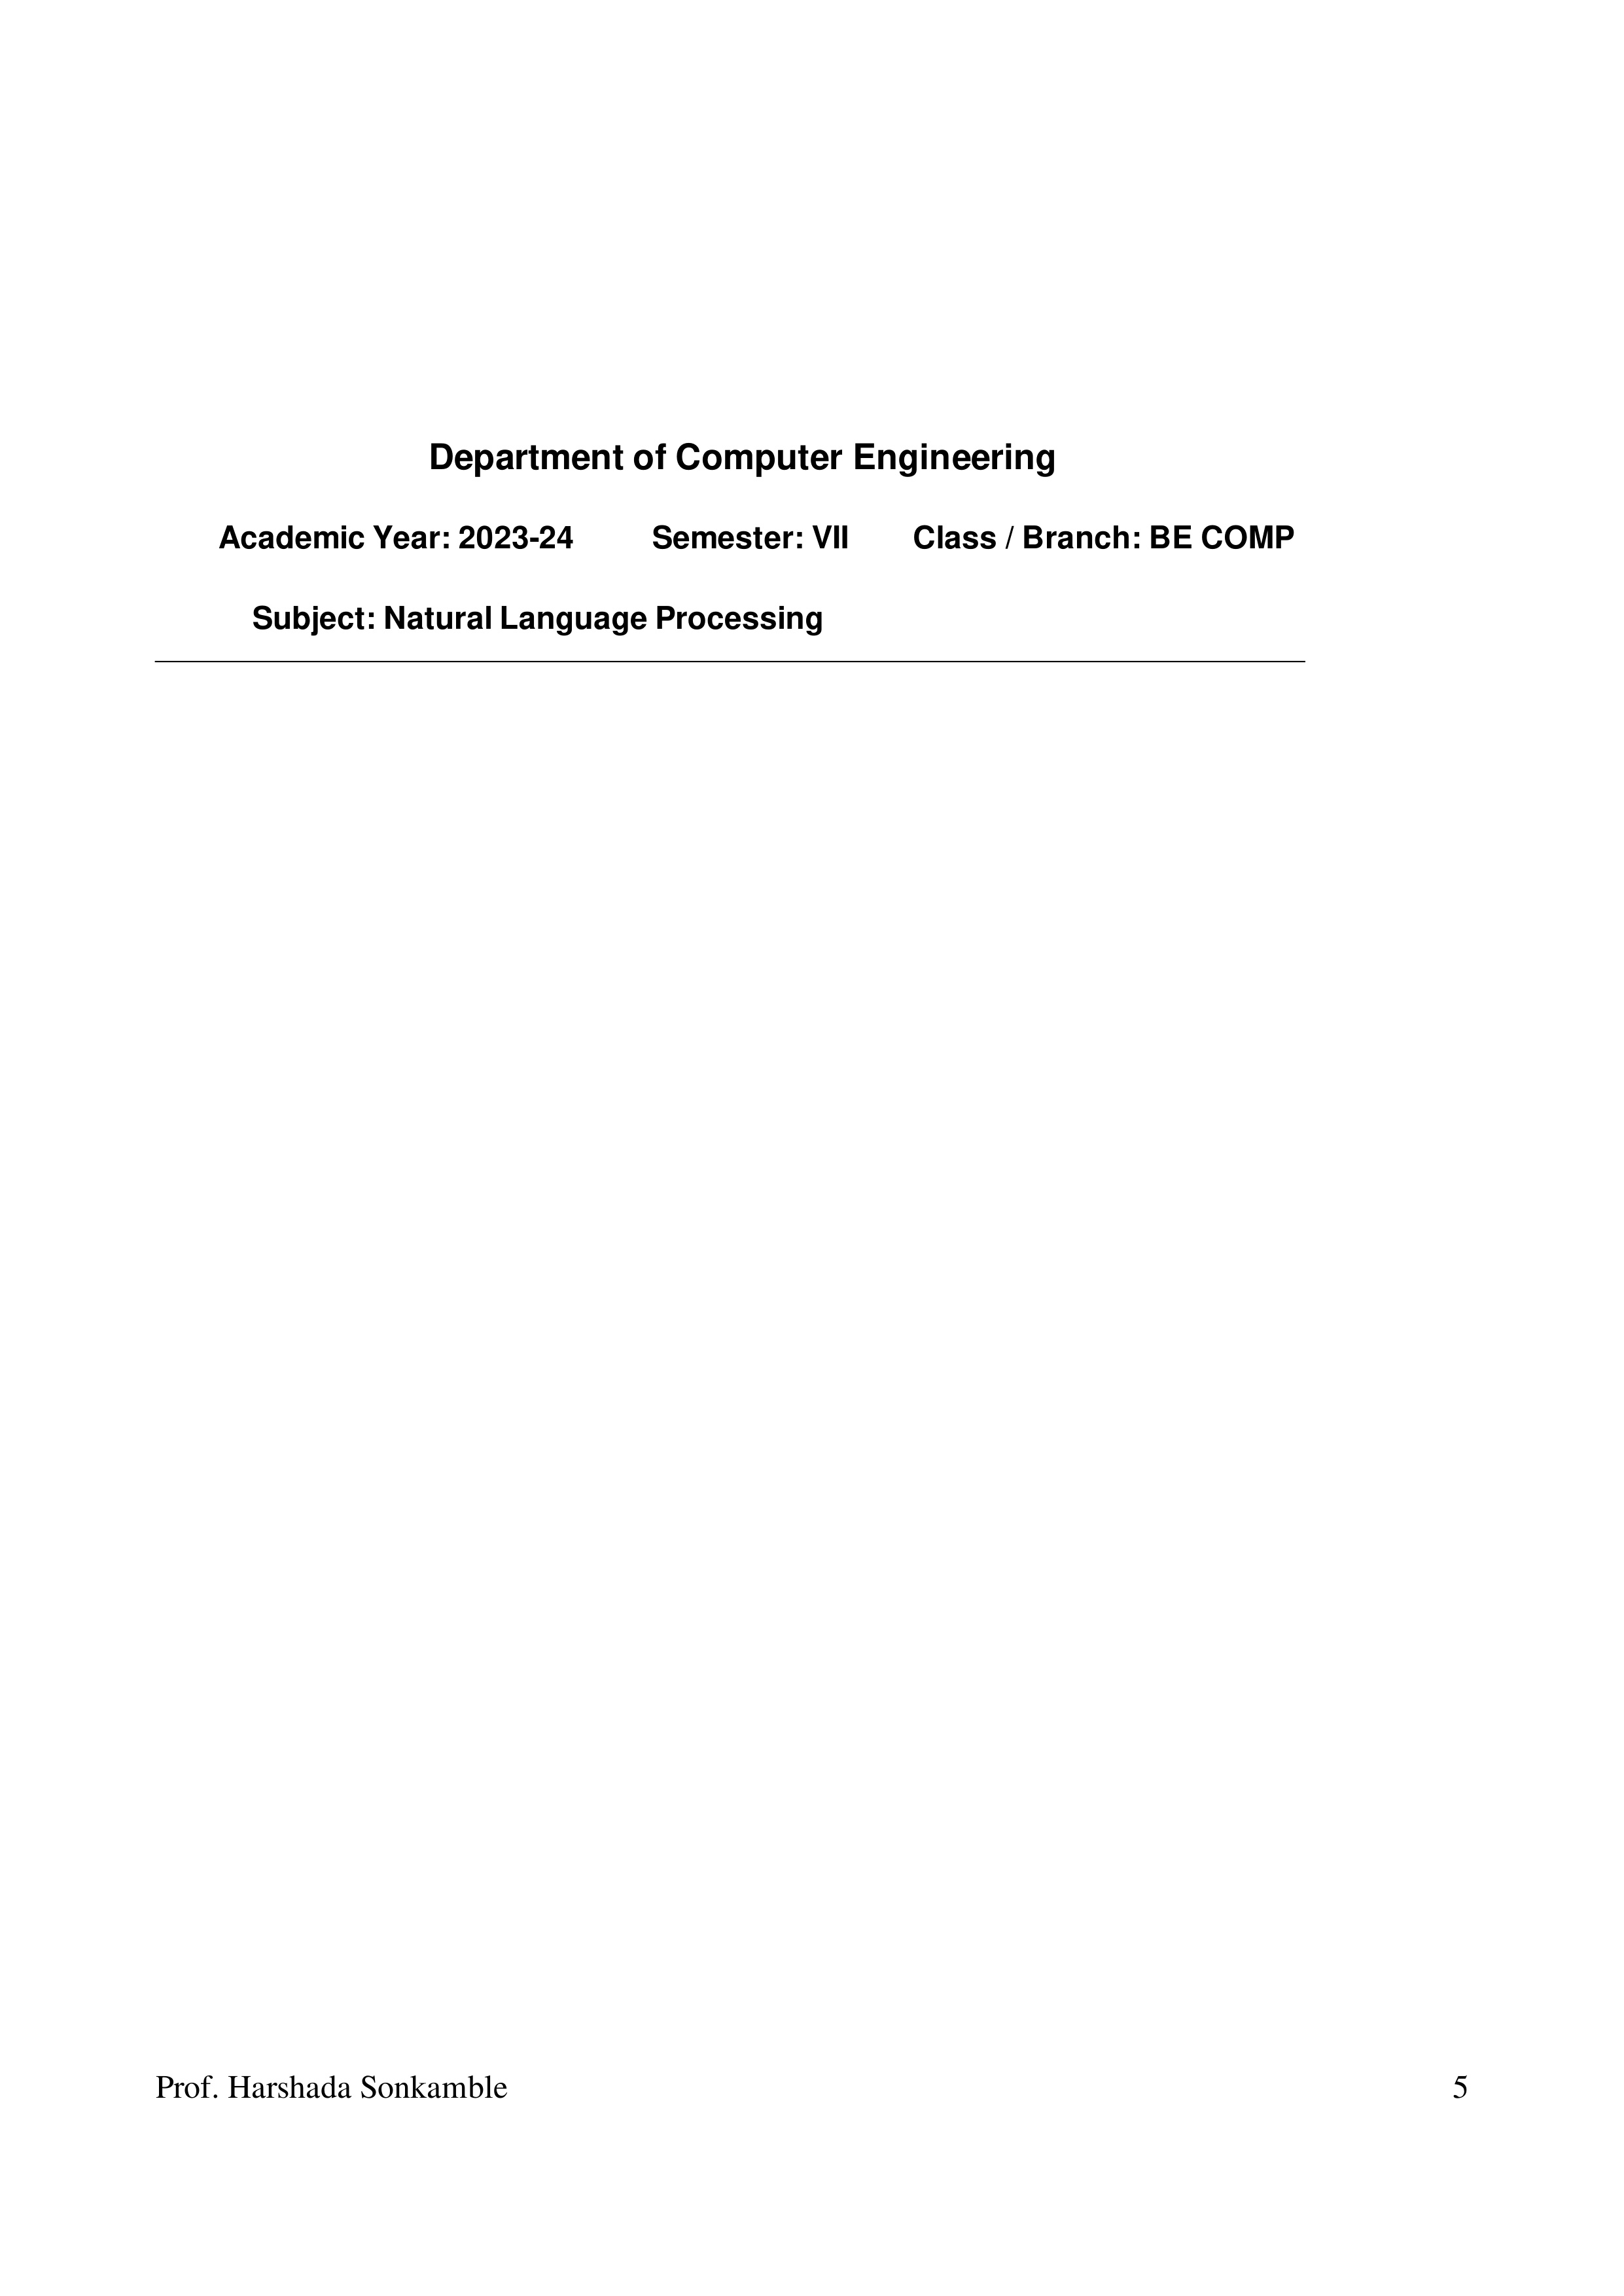 Department of Computer Engineering
Academic Year: 2023-24 Semester: VII Class / Branch: BE COMP
Subject: Natural Language Processing
Prof. Harshada Sonkamble 5